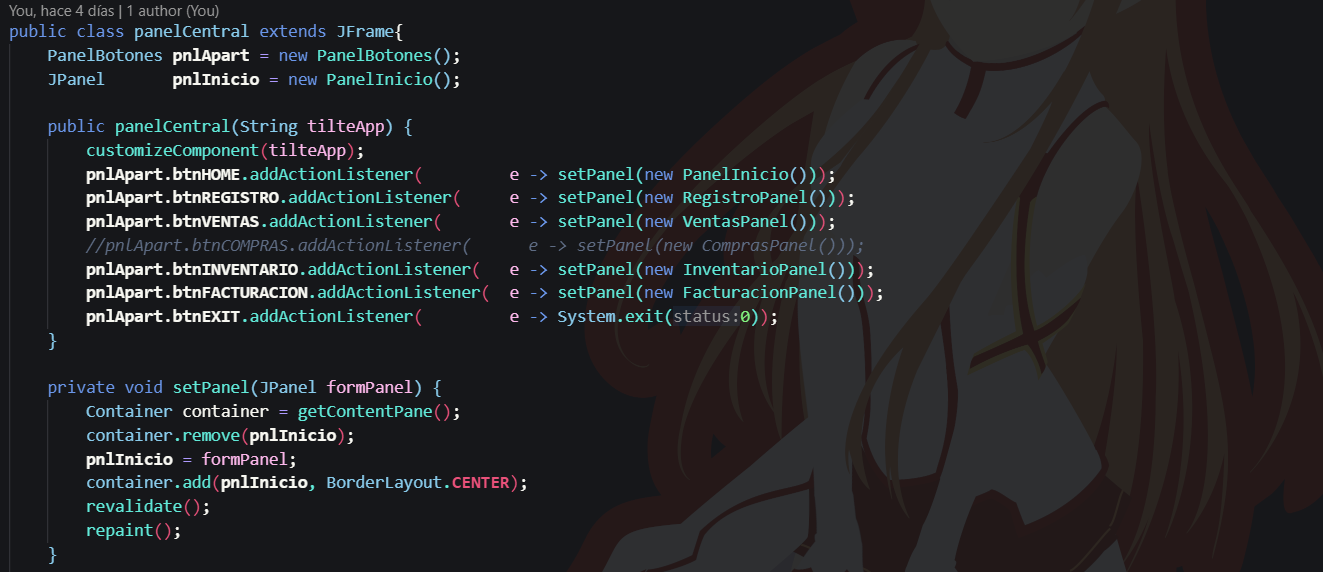 You, hace 4 días | 1 author (You)
public class panelCentral extends JFrame{
    PanelBotones pnlApart = new PanelBotones();
    JPanel       pnlInicio = new PanelInicio();

    public panelCentral(String tilteApp) {
        customizeComponent(tilteApp);
        pnlApart.btnHOME.addActionListener(         e -> setPanel(new PanelInicio()));
        pnlApart.btnREGISTRO.addActionListener(     e -> setPanel(new RegistroPanel()));
        pnlApart.btnVENTAS.addActionListener(       e -> setPanel(new VentasPanel()));
        //pnlApart.btnCOMPRAS.addActionListener(      e -> setPanel(new ComprasPanel()));
        pnlApart.btnINVENTARIO.addActionListener(   e -> setPanel(new InventarioPanel()));
        pnlApart.btnFACTURACION.addActionListener(  e -> setPanel(new FacturacionPanel()));
        pnlApart.btnEXIT.addActionListener(         e -> System.exit(status:0));
    }

    private void setPanel(JPanel formPanel) {
        Container container = getContentPane();
        container.remove(pnlInicio);
        pnlInicio = formPanel;
        container.add(pnlInicio, BorderLayout.CENTER);
        revalidate();
        repaint();
    }